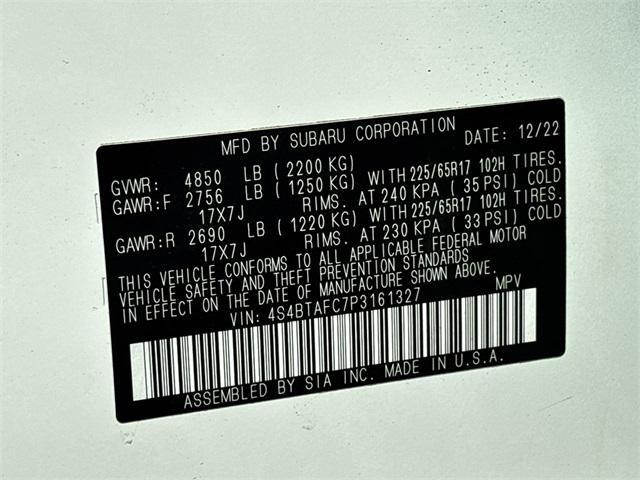 MFD BY SUBARU CORPORATION DATE: 12/22
GVWR: 4850 LB (2200 KG)
GAWR:F 2756 LB (1250 KG) WITH 225/65R17 102H TIRES.
17X7J RIMS. AT 240 KPA (35 PSI) COLD
GAWR:R 2690 LB (1220 KG) WITH 225/65R17 102H TIRES.
17X7J RIMS. AT 230 KPA (33 PSI) COLD
THIS VEHICLE CONFORMS TO ALL APPLICABLE FEDERAL MOTOR
VEHICLE SAFETY AND THEFT PREVENTION STANDARDS
IN EFFECT ON THE DATE OF MANUFACTURE SHOWN ABOVE.
VIN: 4S4BTAFC7P3161327 MPV
ASSEMBLED BY SIA INC. MADE IN U.S.A.